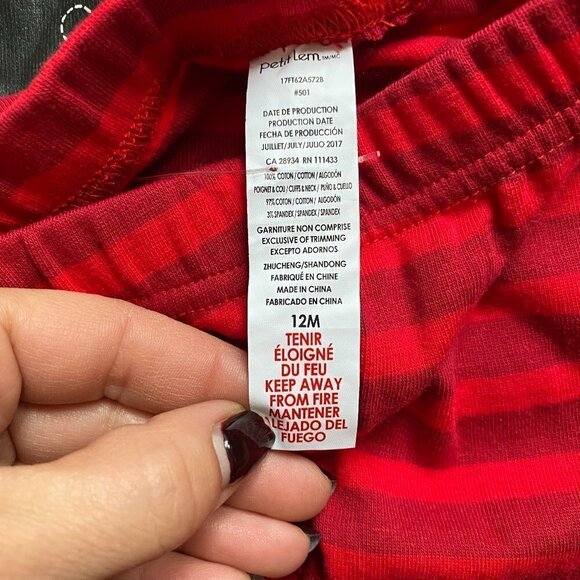 petit lem TM/MC
17FT62A572B
#501
DATE DE PRODUCTION
PRODUCTION DATE
FECHA DE PRODUCCIÓN
JUILLET/JULY/JULIO 2017
CA 28934 RN 111433
100% COTON/COTTON/ALGODÓN
POIGNET & COU / CUFFS & NECK / PUÑO & CUELLO
97% COTON/COTTON/ALGODÓN
3% SPANDEX/SPANDEX/SPANDEX
GARNITURE NON COMPRISE
EXCLUSIVE OF TRIMMING
EXCEPTO ADORNOS
ZHUCHENG/SHANDONG
FABRIQUÉ EN CHINE
MADE IN CHINA
FABRICADO EN CHINA
12M
TENIR
ÉLOIGNÉ
DU FEU
KEEP AWAY
FROM FIRE
MANTENER
ALEJADO DEL
FUEGO